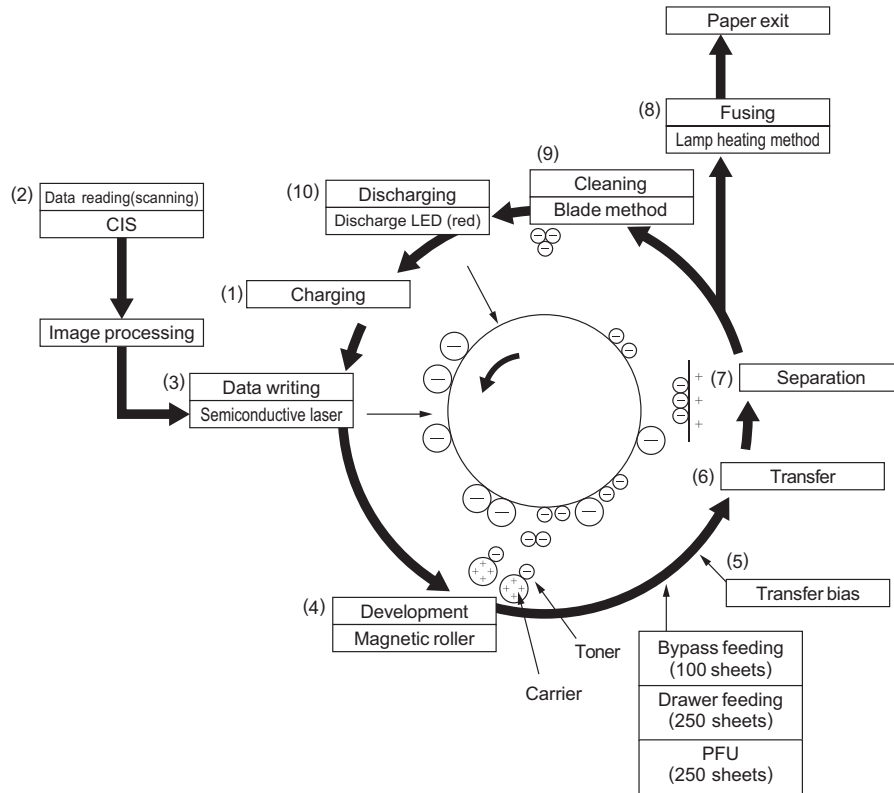 Paper exit
(8)
Fusing
Lamp heating method
(9)
Cleaning
Blade method
(10)
Discharging
Discharge LED (red)
(2)
Data reading(scanning)
CIS
(1)
Charging
Image processing
(3)
Data writing
Semiconductive laser
(7)
Separation
(6)
Transfer
(5)
Transfer bias
(4)
Development
Magnetic roller
Toner
Carrier
Bypass feeding
(100 sheets)
Drawer feeding
(250 sheets)
PFU
(250 sheets)